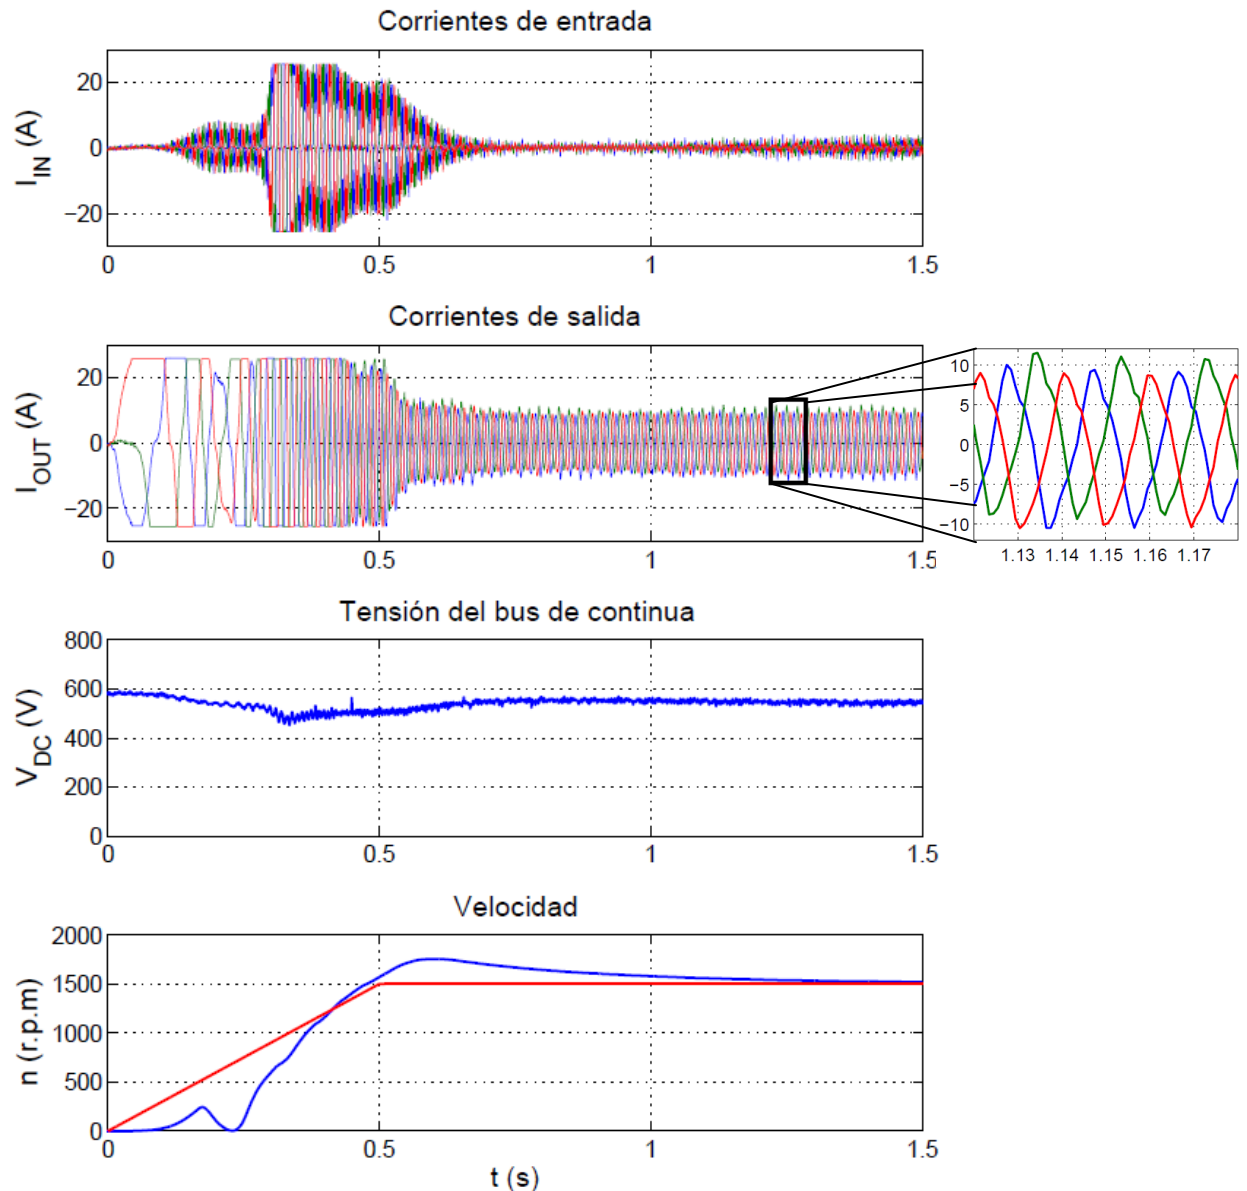 Corrientes de entrada
I_IN (A)
20
0
−20
0 0.5 1 1.5
Corrientes de salida
I_OUT (A)
20
0
−20
0 0.5 1 1.5
10
5
0
−5
−10
1.13 1.14 1.15 1.16 1.17
Tensión del bus de continua
V_DC (V)
800
600
400
200
0
0 0.5 1 1.5
Velocidad
n (r.p.m)
2000
1500
1000
500
0
0 0.5 1 1.5
t (s)